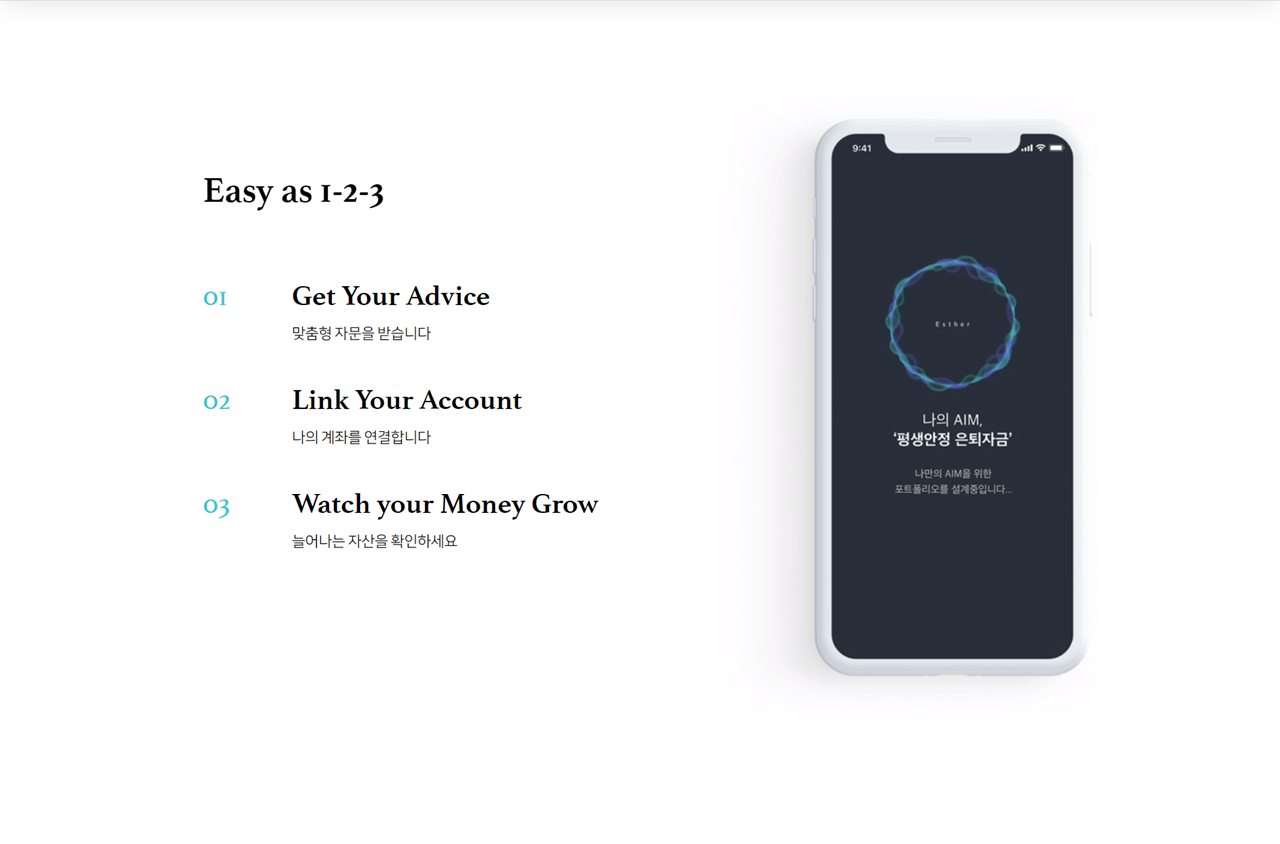 Easy as 1-2-3
01
Get Your Advice
맞춤형 자문을 받습니다
02
Link Your Account
나의 계좌를 연결합니다
03
Watch your Money Grow
늘어나는 자산을 확인하세요
9:41
Esther
나의 AIM,
‘평생안정 은퇴자금’
나만의 AIM을 위한
포트폴리오를 설계중입니다...